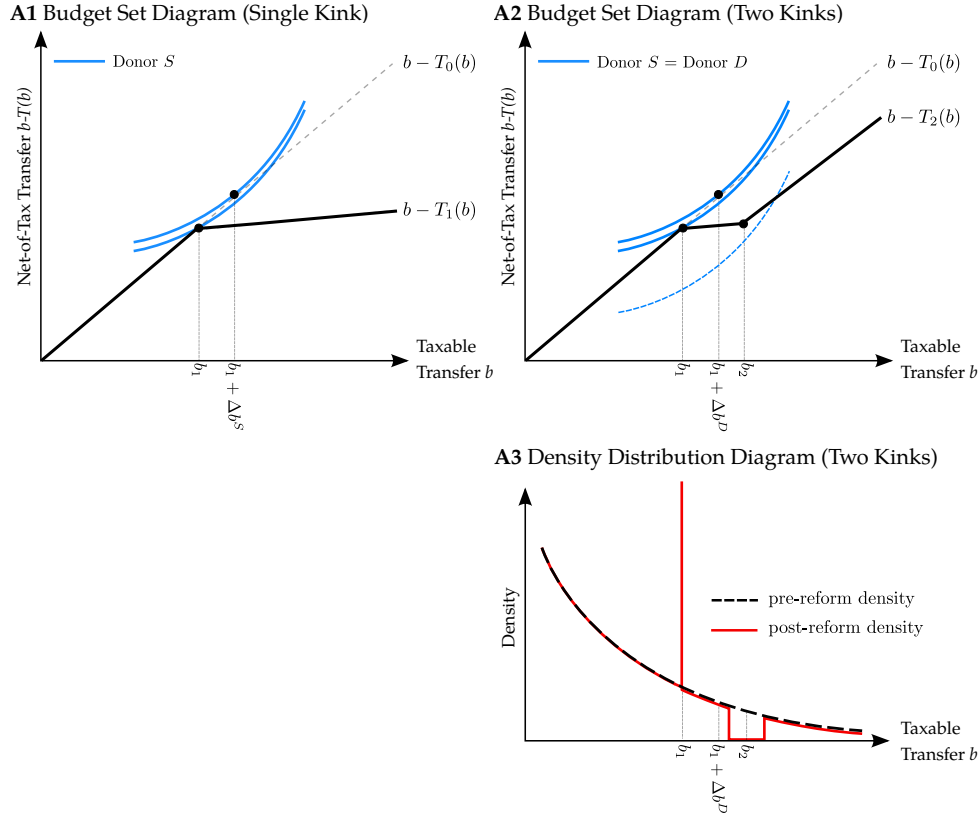 A1 Budget Set Diagram (Single Kink)
Net-of-Tax Transfer b-T(b)
Donor S
b − T₀(b)
b − T₁(b)
b₁
b₁ + Δbˢ
Taxable
Transfer b
A2 Budget Set Diagram (Two Kinks)
Net-of-Tax Transfer b-T(b)
Donor S = Donor D
b − T₀(b)
b − T₂(b)
b₁
b₁ + Δbᴰ
b₂
Taxable
Transfer b
A3 Density Distribution Diagram (Two Kinks)
Density
pre-reform density
post-reform density
b₁
b₁ + Δbᴰ
b₂
Taxable
Transfer b